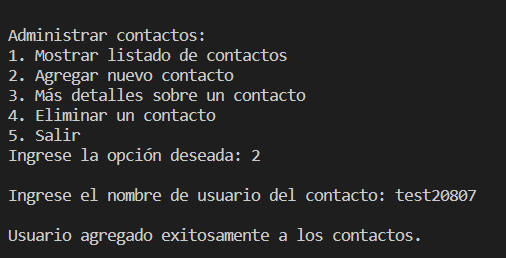 Administrar contactos:
1. Mostrar listado de contactos
2. Agregar nuevo contacto
3. Más detalles sobre un contacto
4. Eliminar un contacto
5. Salir
Ingrese la opción deseada: 2
Ingrese el nombre de usuario del contacto: test20807
Usuario agregado exitosamente a los contactos.